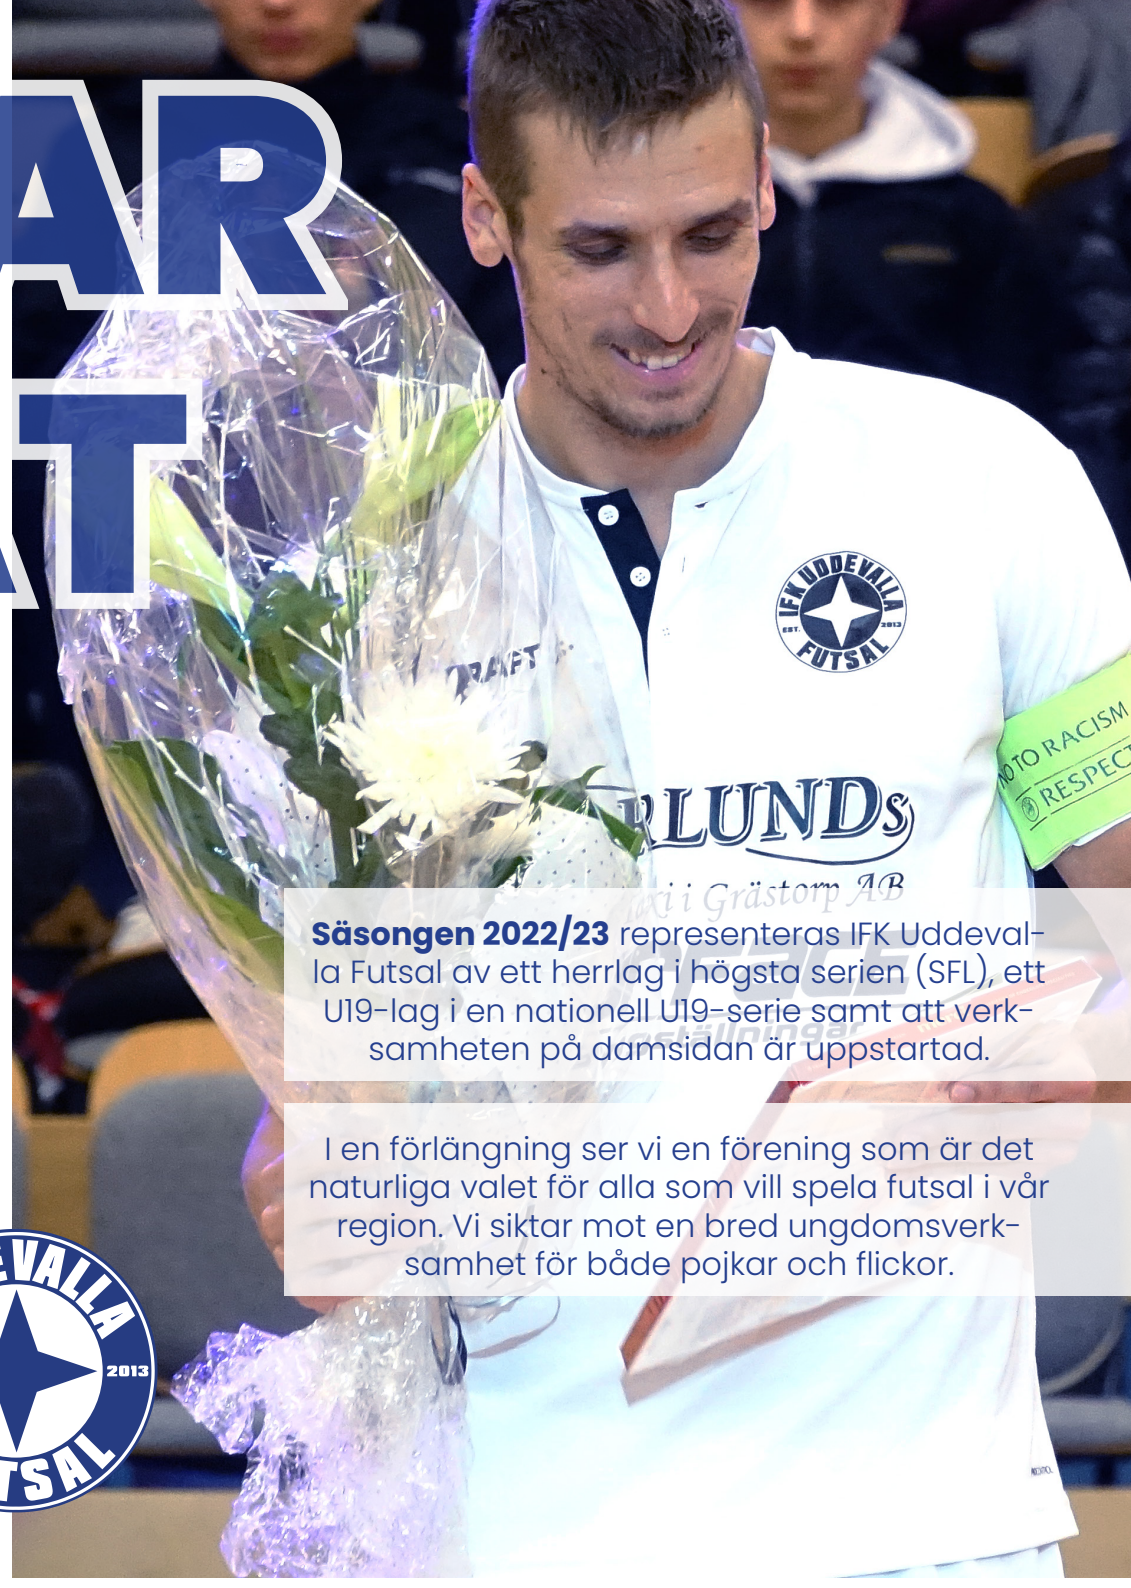 AR
T
IFK UDDEVALLA
EST. 2013
FUTSAL
CRAFT
RLUNDs
axi i Grästorp AB
NO TO RACISM
RESPECT
Säsongen 2022/23 representeras IFK Uddeval-
la Futsal av ett herrlag i högsta serien (SFL), ett
U19-lag i en nationell U19-serie samt att verk-
samheten på damsidan är uppstartad.
I en förlängning ser vi en förening som är det
naturliga valet för alla som vill spela futsal i vår
region. Vi siktar mot en bred ungdomsverk-
samhet för både pojkar och flickor.
EVALLA
2013
TSAL